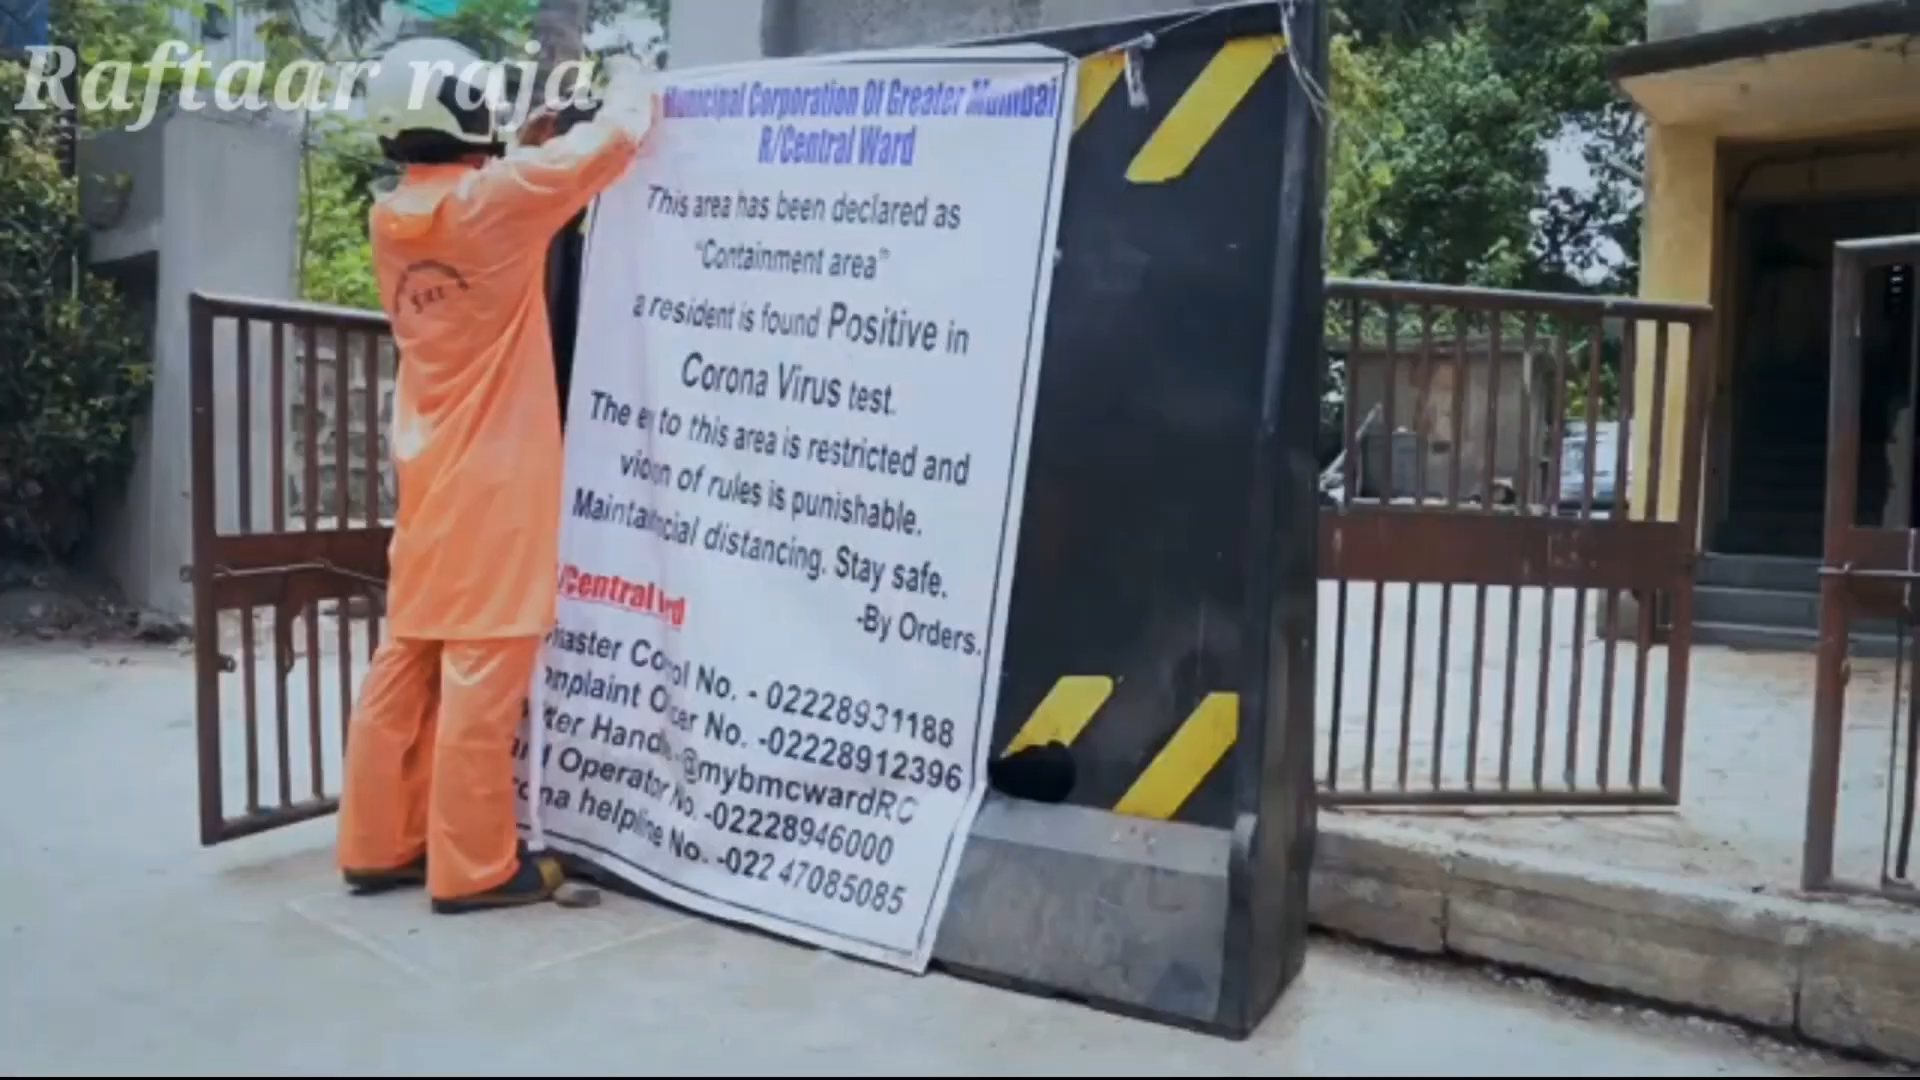 Raftaar raja
Municipal Corporation Of Greater Mumbai
R/Central Ward
This area has been declared as
"Containment area"
a resident is found Positive in
Corona Virus test.
The to this area is restricted and
of rules is punishable.
distancing. Stay safe.
-By Orders.
/Central
No. - 02228931188
No. -02228912396
@mybmcwardRC
Operator No. -02228946000
helpline No. -022 47085085